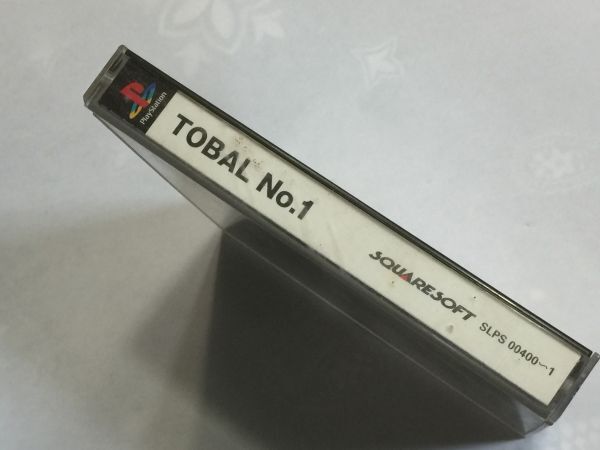 PlayStation
TOBAL No.1
SQUARESOFT
SLPS 00400~1